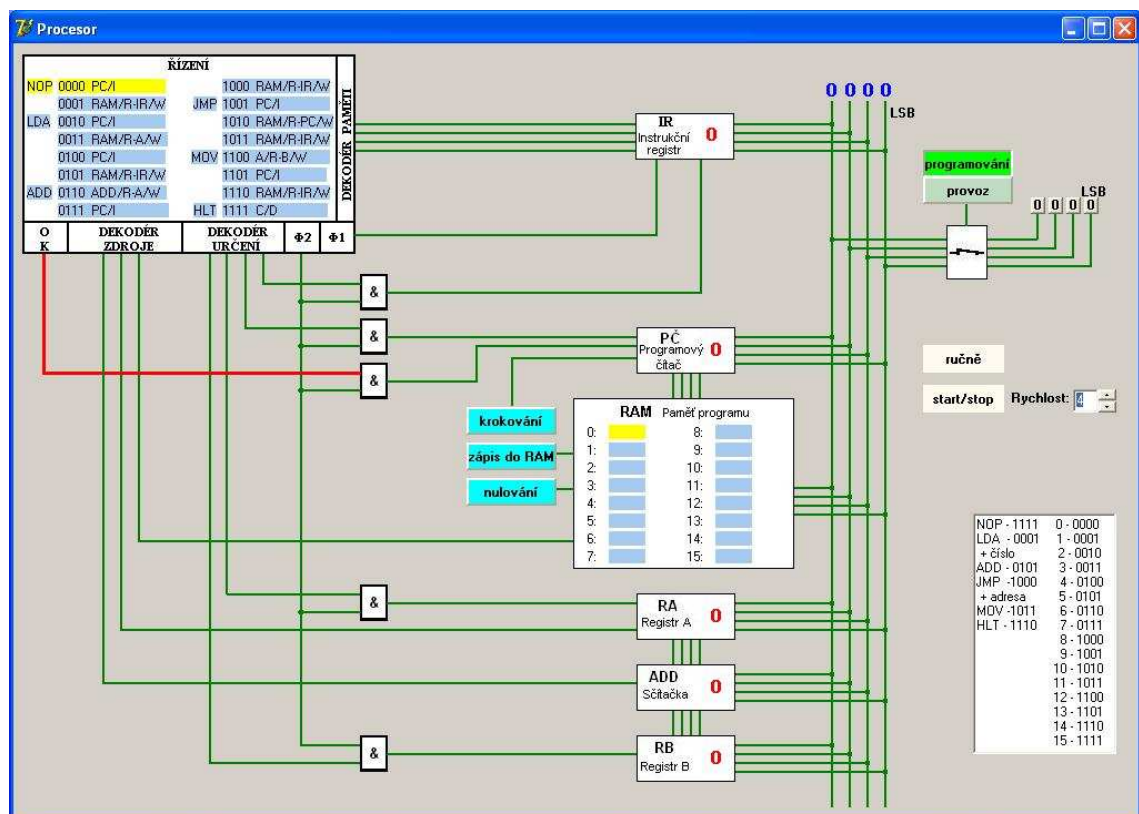 Procesor
ŘÍZENÍ
NOP 0000 PC/I
0001 RAM/R-IR/W
LDA 0010 PC/I
0011 RAM/R-A/W
0100 PC/I
0101 RAM/R-IR/W
ADD 0110 ADD/R-A/W
0111 PC/I
1000 RAM/R-IR/W
JMP 1001 PC/I
1010 RAM/R-PC/W
1011 RAM/R-IR/W
MOV 1100 A/R-B/W
1101 PC/I
1110 RAM/R-IR/W
HLT 1111 C/D
DEKODÉR PAMĚTI
O K
DEKODÉR ZDROJE
DEKODÉR URČENÍ
Φ2
Φ1
&
&
&
&
&
IR
Instrukční
registr
0
PČ
Programový
čítač
0
krokování
zápis do RAM
nulování
RAM Paměť programu
0: 8:
1: 9:
2: 10:
3: 11:
4: 12:
5: 13:
6: 14:
7: 15:
RA
Registr A
0
ADD
Sčítačka
0
RB
Registr B
0
0 0 0 0
LSB
programování
provoz
LSB
0 0 0 0
ručně
start/stop Rychlost: 4
NOP - 1111 0 - 0000
LDA - 0001 1 - 0001
+ číslo 2 - 0010
ADD - 0101 3 - 0011
JMP -1000 4 - 0100
+ adresa 5 - 0101
MOV -1011 6 - 0110
HLT - 1110 7 - 0111
8 - 1000
9 - 1001
10 - 1010
11 - 1011
12 - 1100
13 - 1101
14 - 1110
15 - 1111